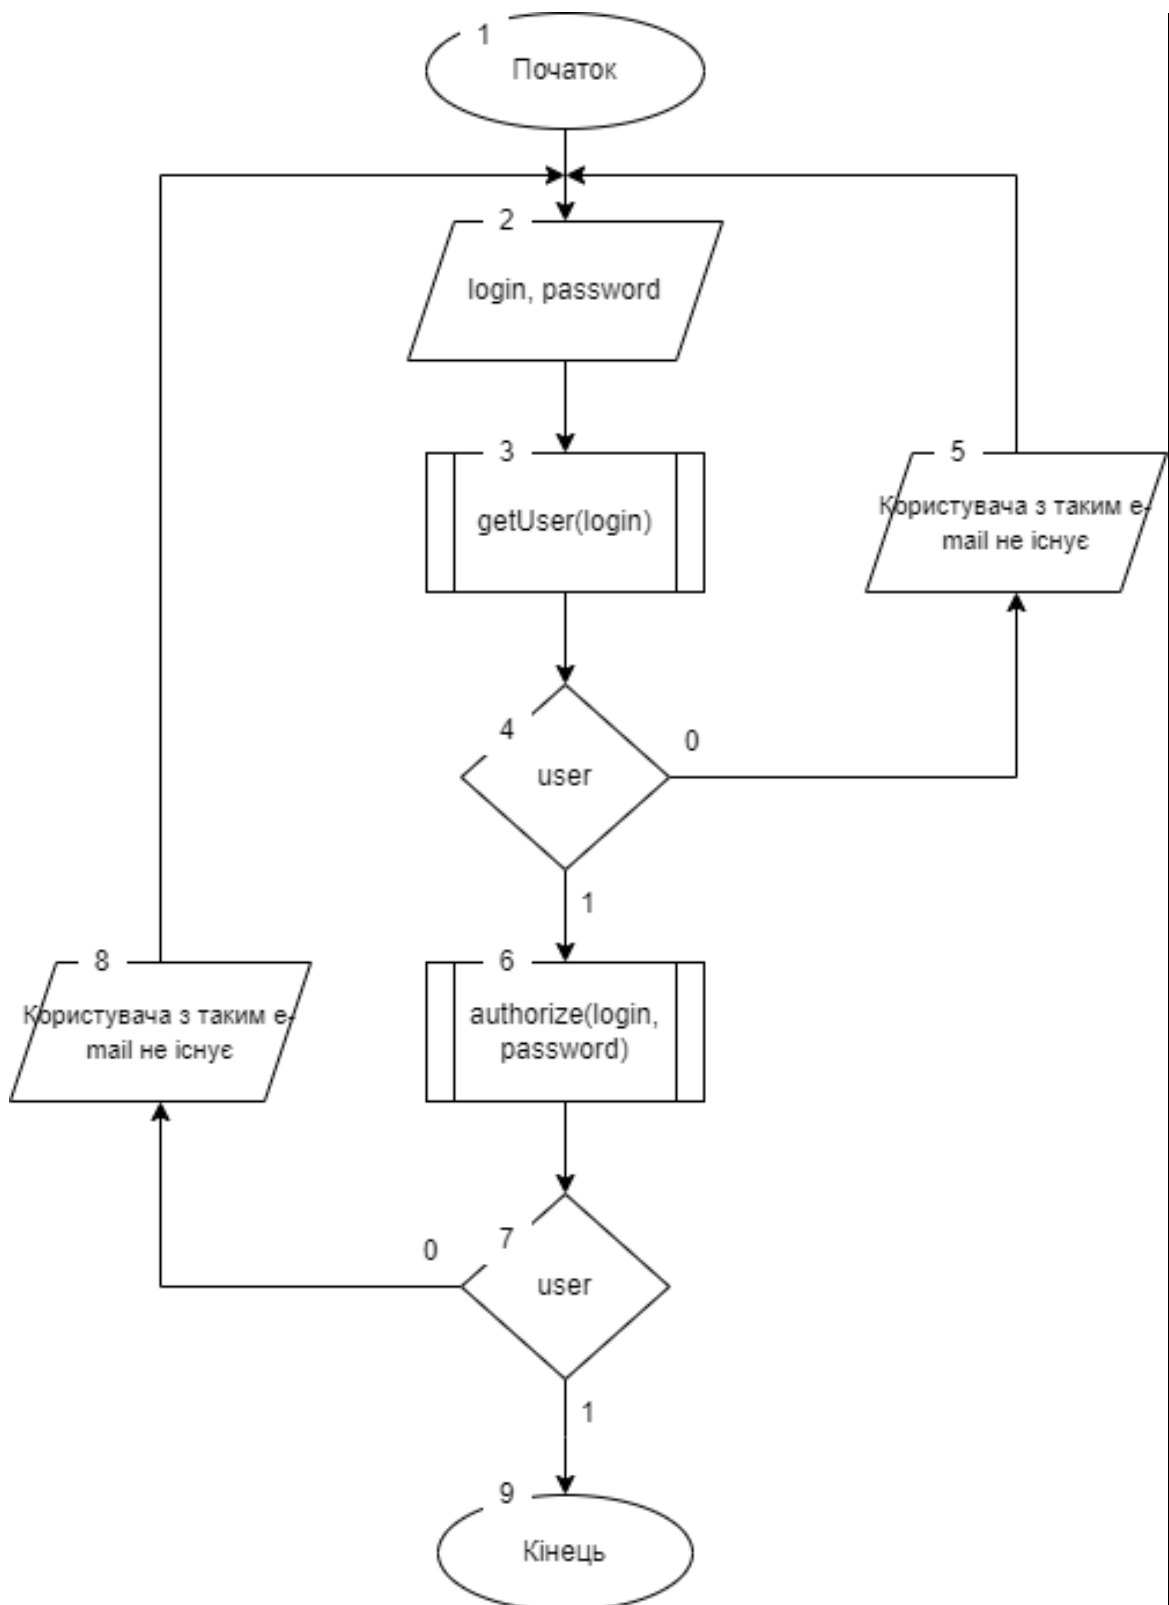 1
Початок
2
login, password
3
getUser(login)
5
Користувача з таким e-
mail не існує
4
user
0
1
8
Користувача з таким e-
mail не існує
6
authorize(login,
password)
7
user
0
1
9
Кінець